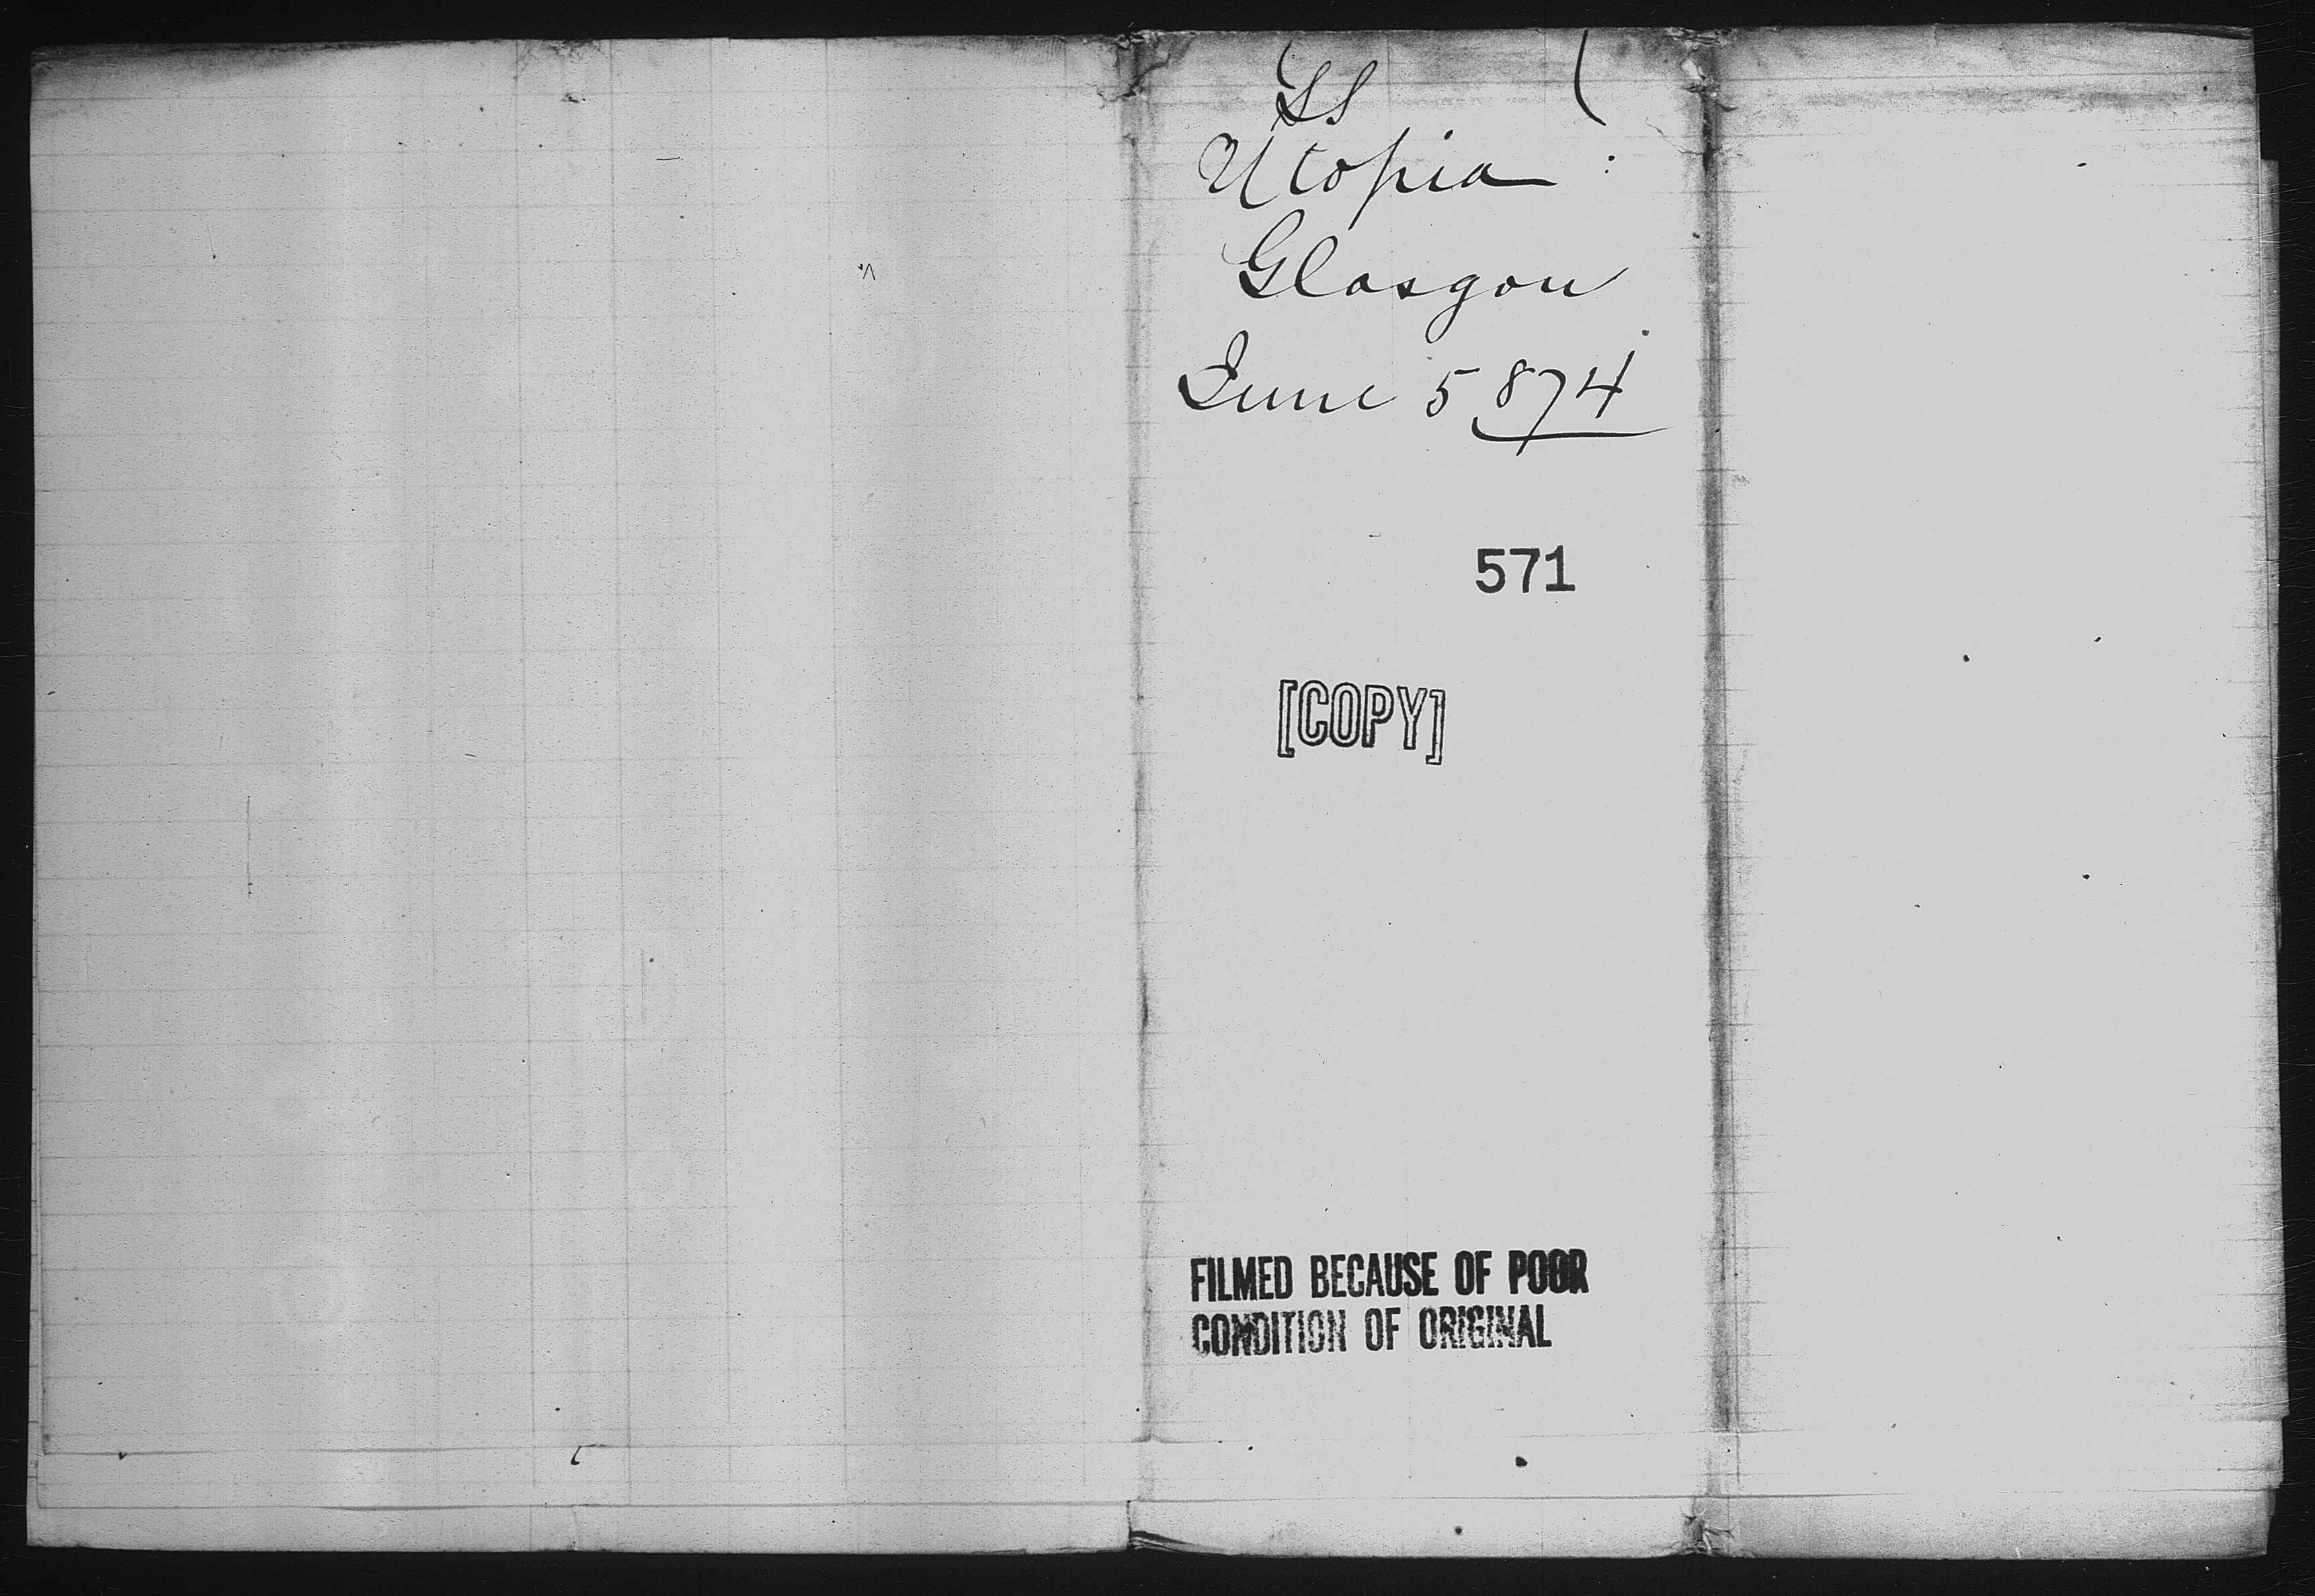 SS
Utopia
Glasgow
June 5 874
571
[COPY]
FILMED BECAUSE OF POOR
CONDITION OF ORIGINAL